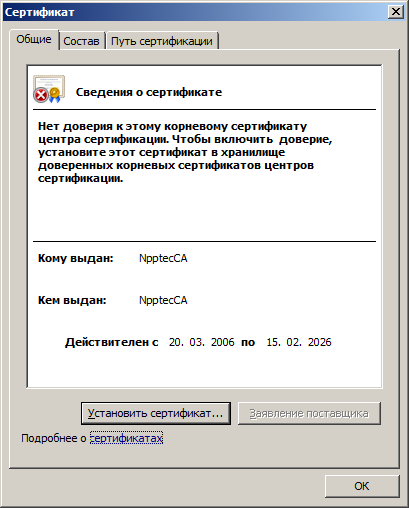 Сертификат
Общие Состав Путь сертификации
Сведения о сертификате
Нет доверия к этому корневому сертификату
центра сертификации. Чтобы включить доверие,
установите этот сертификат в хранилище
доверенных корневых сертификатов центров
сертификации.
Кому выдан: NpptecCA
Кем выдан: NpptecCA
Действителен с 20. 03. 2006 по 15. 02. 2026
Установить сертификат... Заявление поставщика
Подробнее о сертификатах
OK